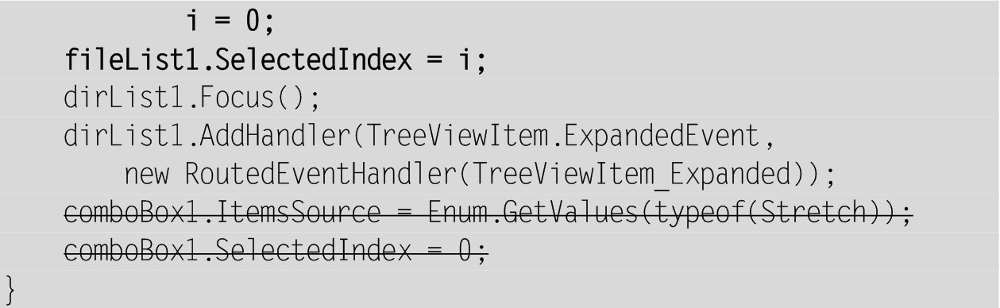 i = 0;
    fileList1.SelectedIndex = i;
    dirList1.Focus();
    dirList1.AddHandler(TreeViewItem.ExpandedEvent,
        new RoutedEventHandler(TreeViewItem_Expanded));
    comboBox1.ItemsSource = Enum.GetValues(typeof(Stretch));
    comboBox1.SelectedIndex = 0;
}